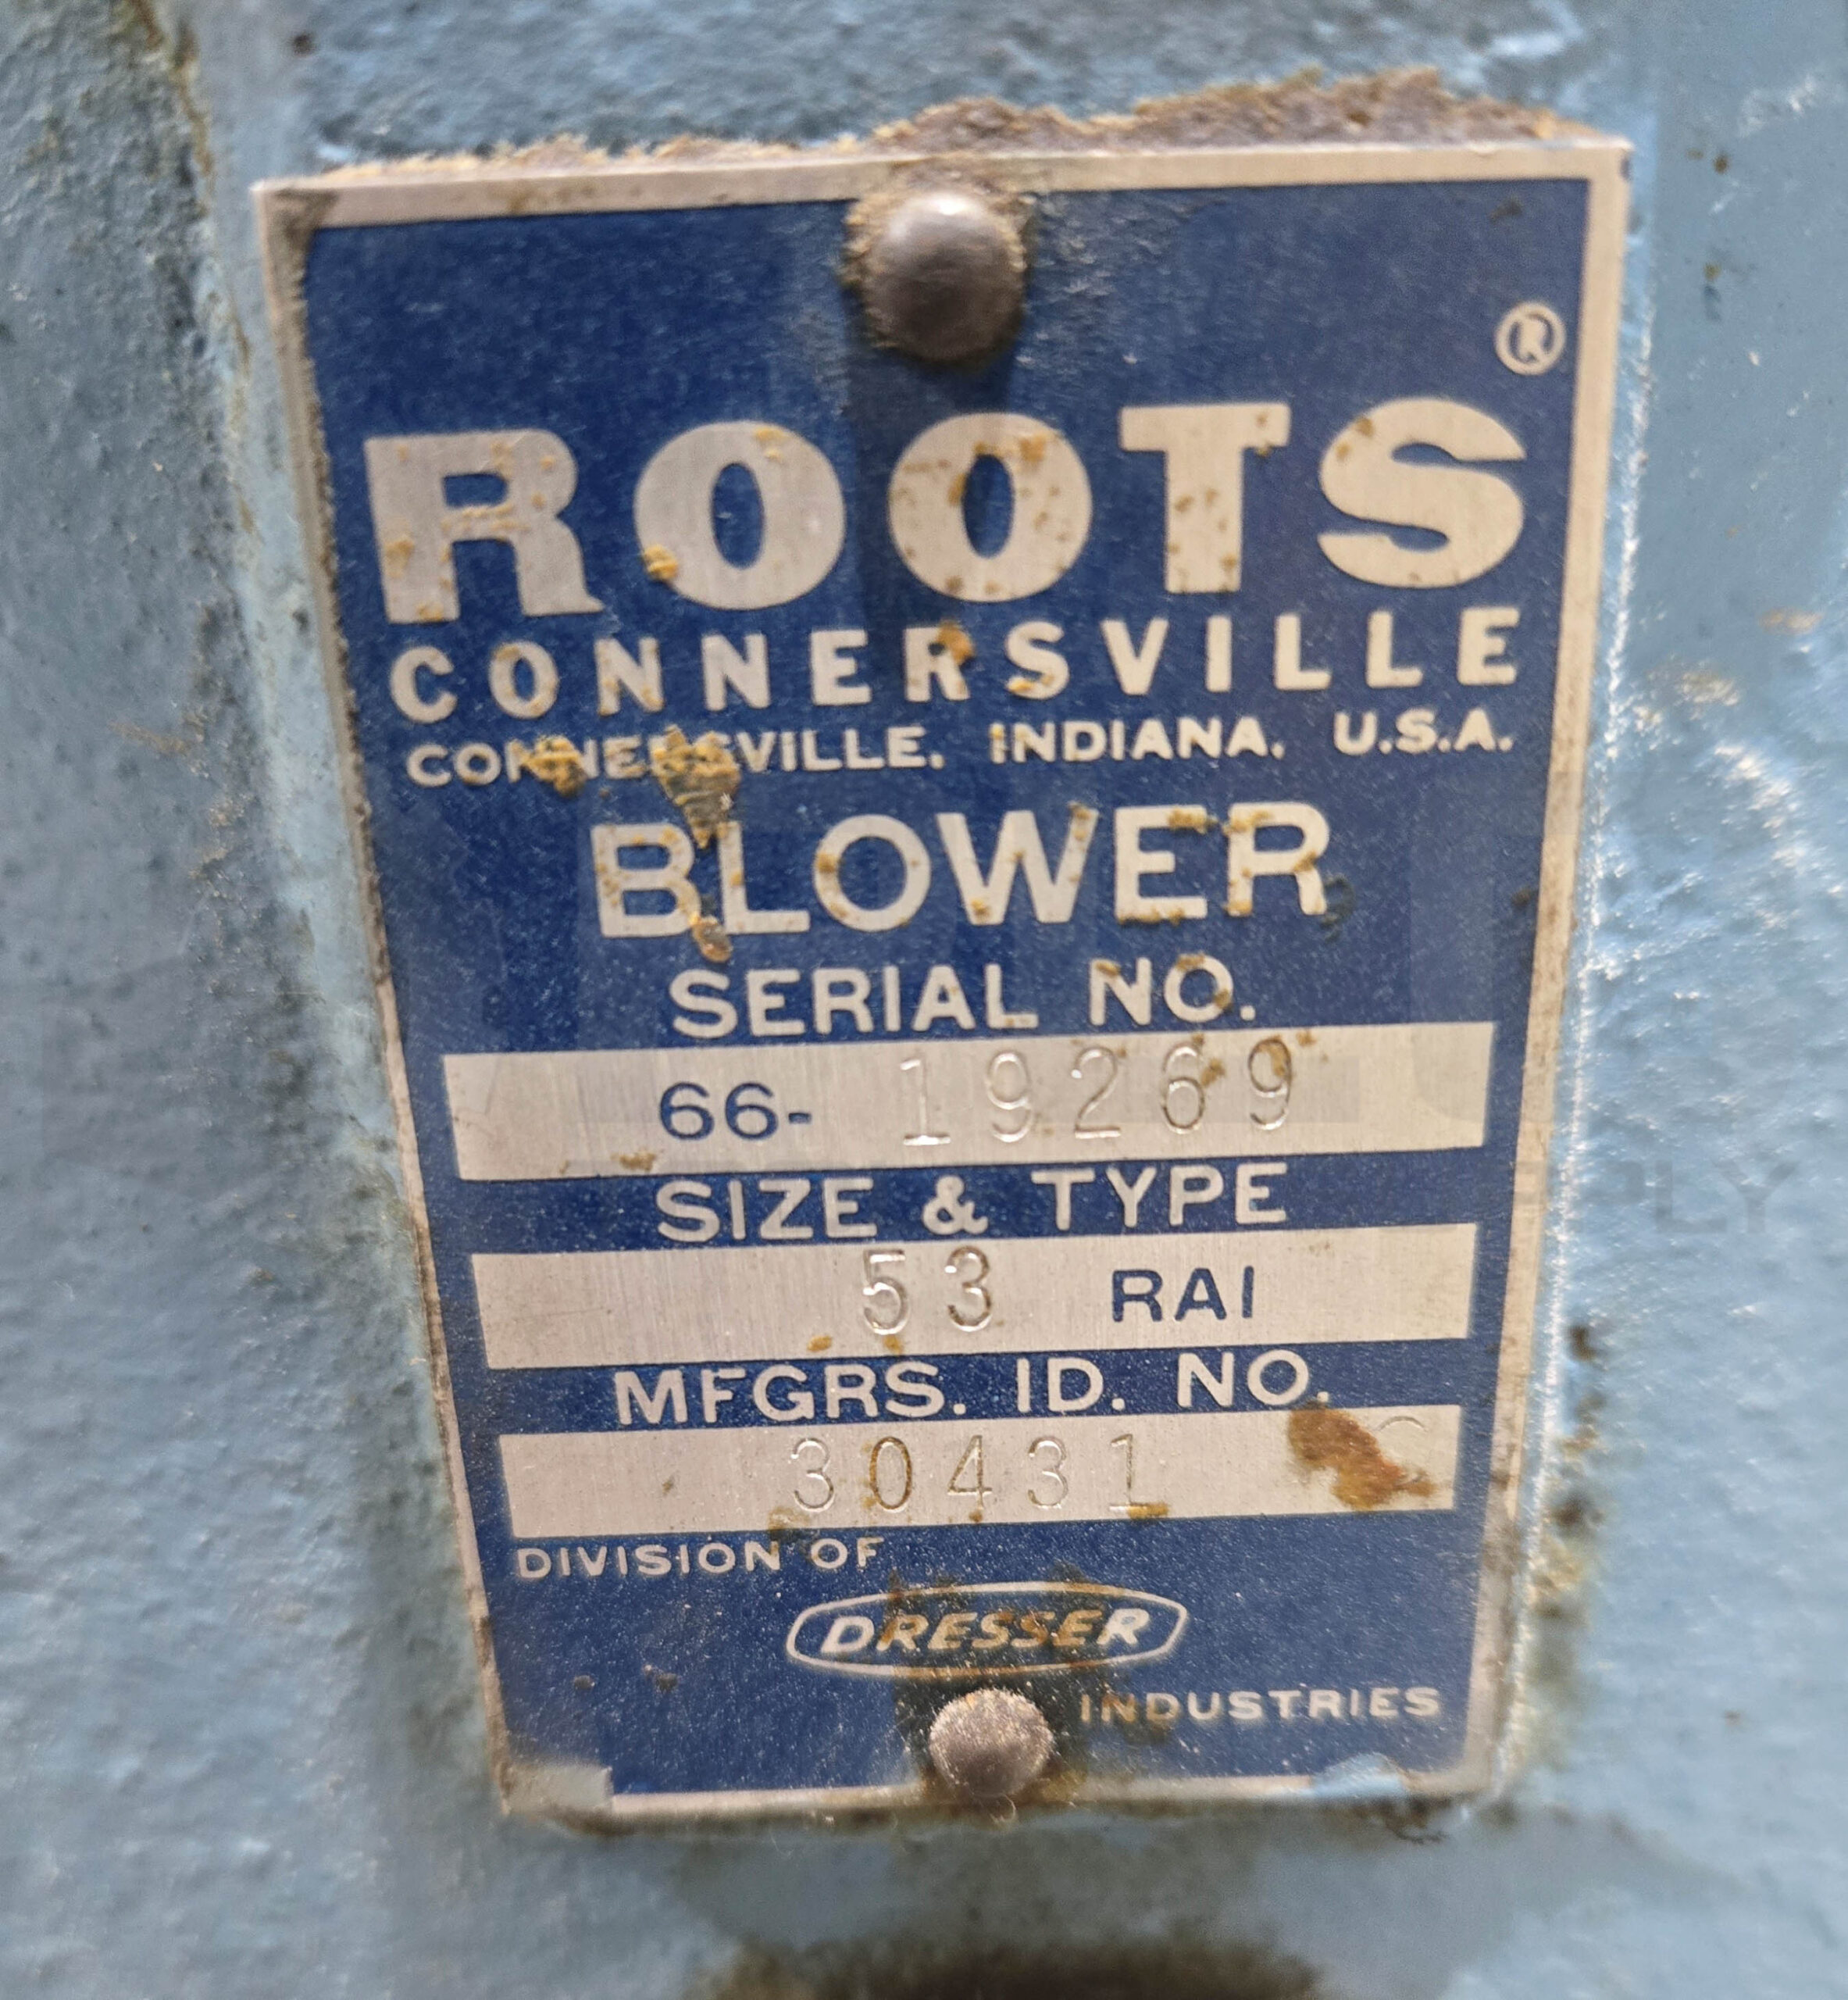 ®
ROOTS
CONNERSVILLE
CONNERSVILLE, INDIANA, U.S.A.
BLOWER
SERIAL NO.
66- 19269
SIZE & TYPE
53 RAI
MFGRS. ID. NO.
30431
DIVISION OF
DRESSER
INDUSTRIES